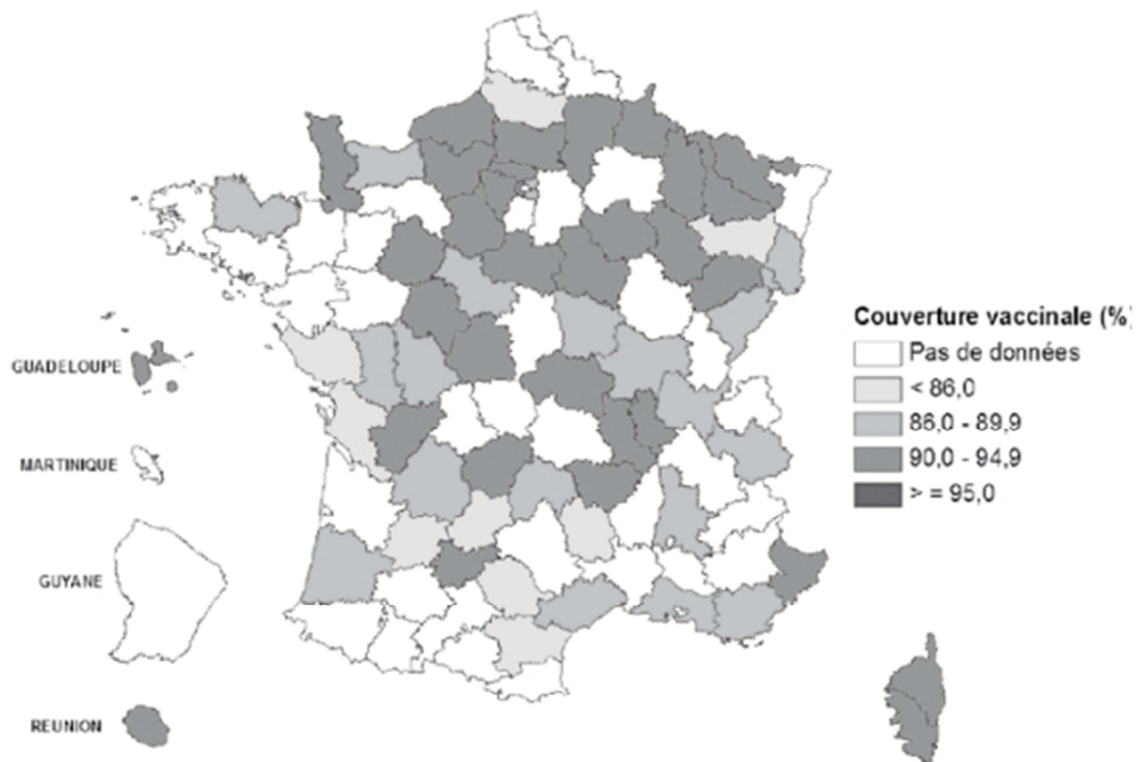 GUADELOUPE
MARTINIQUE
GUYANE
REUNION
Couverture vaccinale (%)
Pas de données
< 86,0
86,0 - 89,9
90,0 - 94,9
> = 95,0